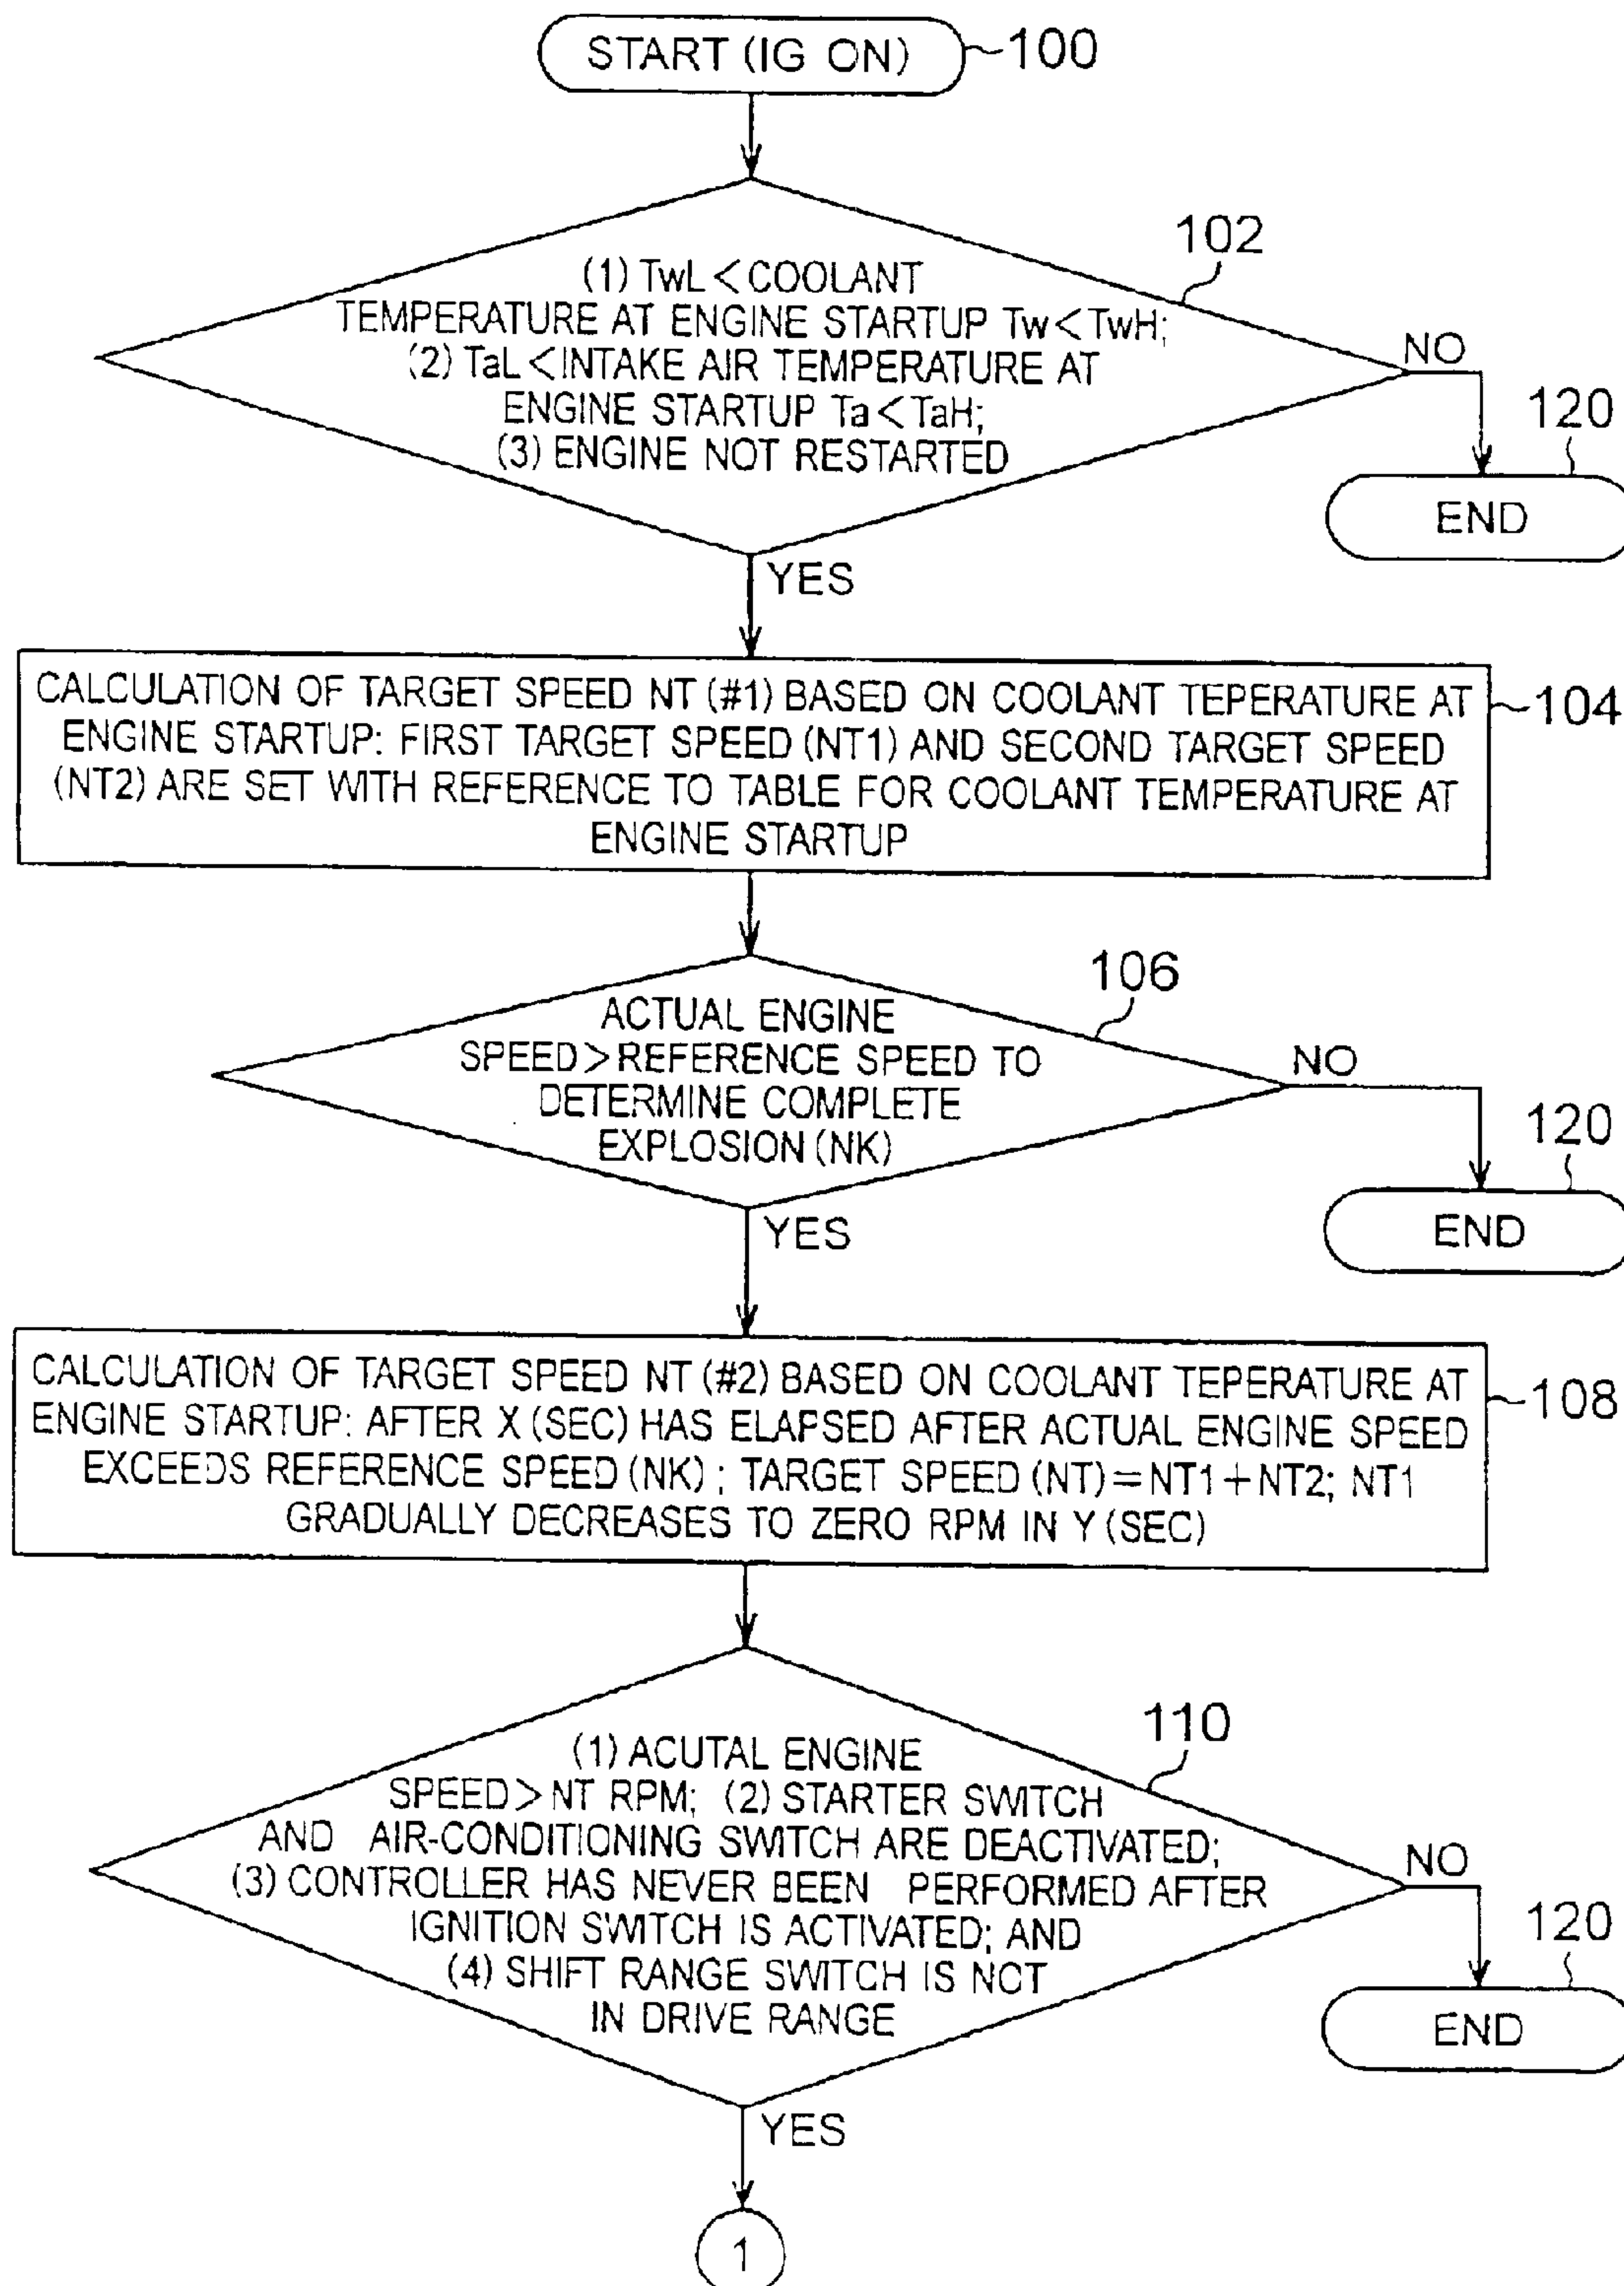 START (IG ON)
100
102
(1) TwL < COOLANT
TEMPERATURE AT ENGINE STARTUP Tw < TwH;
(2) TaL < INTAKE AIR TEMPERATURE AT
ENGINE STARTUP Ta < TaH;
(3) ENGINE NOT RESTARTED
NO
120
END
YES
CALCULATION OF TARGET SPEED NT (#1) BASED ON COOLANT TEPERATURE AT
ENGINE STARTUP: FIRST TARGET SPEED (NT1) AND SECOND TARGET SPEED
(NT2) ARE SET WITH REFERENCE TO TABLE FOR COOLANT TEMPERATURE AT
ENGINE STARTUP
104
106
ACTUAL ENGINE
SPEED > REFERENCE SPEED TO
DETERMINE COMPLETE
EXPLOSION (NK)
NO
120
END
YES
CALCULATION OF TARGET SPEED NT (#2) BASED ON COOLANT TEPERATURE AT
ENGINE STARTUP: AFTER X (SEC) HAS ELAPSED AFTER ACTUAL ENGINE SPEED
EXCEEDS REFERENCE SPEED (NK) ; TARGET SPEED (NT) = NT1 + NT2; NT1
GRADUALLY DECREASES TO ZERO RPM IN Y (SEC)
108
110
(1) ACUTAL ENGINE
SPEED > NT RPM; (2) STARTER SWITCH
AND AIR-CONDITIONING SWITCH ARE DEACTIVATED;
(3) CONTROLLER HAS NEVER BEEN PERFORMED AFTER
IGNITION SWITCH IS ACTIVATED; AND
(4) SHIFT RANGE SWITCH IS NOT
IN DRIVE RANGE
NO
120
END
YES
1